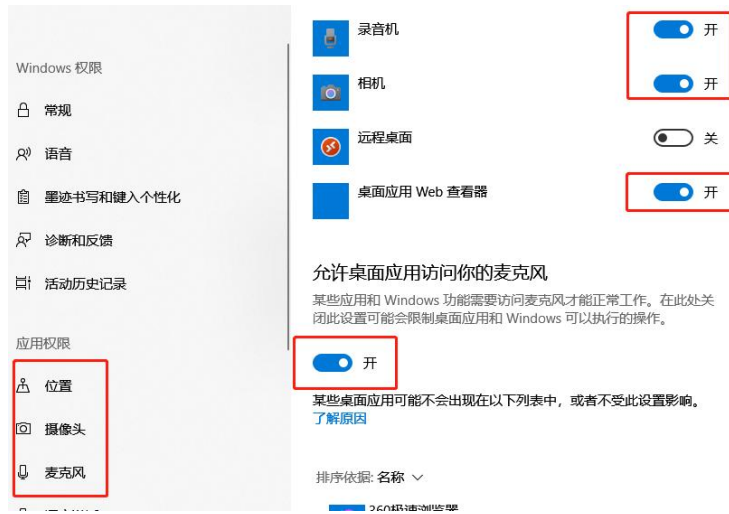 Windows 权限
常规
语音
墨迹书写和键入个性化
诊断和反馈
活动历史记录
应用权限
位置
摄像头
麦克风
录音机
开
相机
开
远程桌面
关
桌面应用 Web 查看器
开
允许桌面应用访问你的麦克风
某些应用和 Windows 功能需要访问麦克风才能正常工作。在此处关
闭此设置可能会限制桌面应用和 Windows 可以执行的操作。
开
某些桌面应用可能不会出现在以下列表中，或者不受此设置影响。
了解原因
排序依据: 名称
360极速浏览器